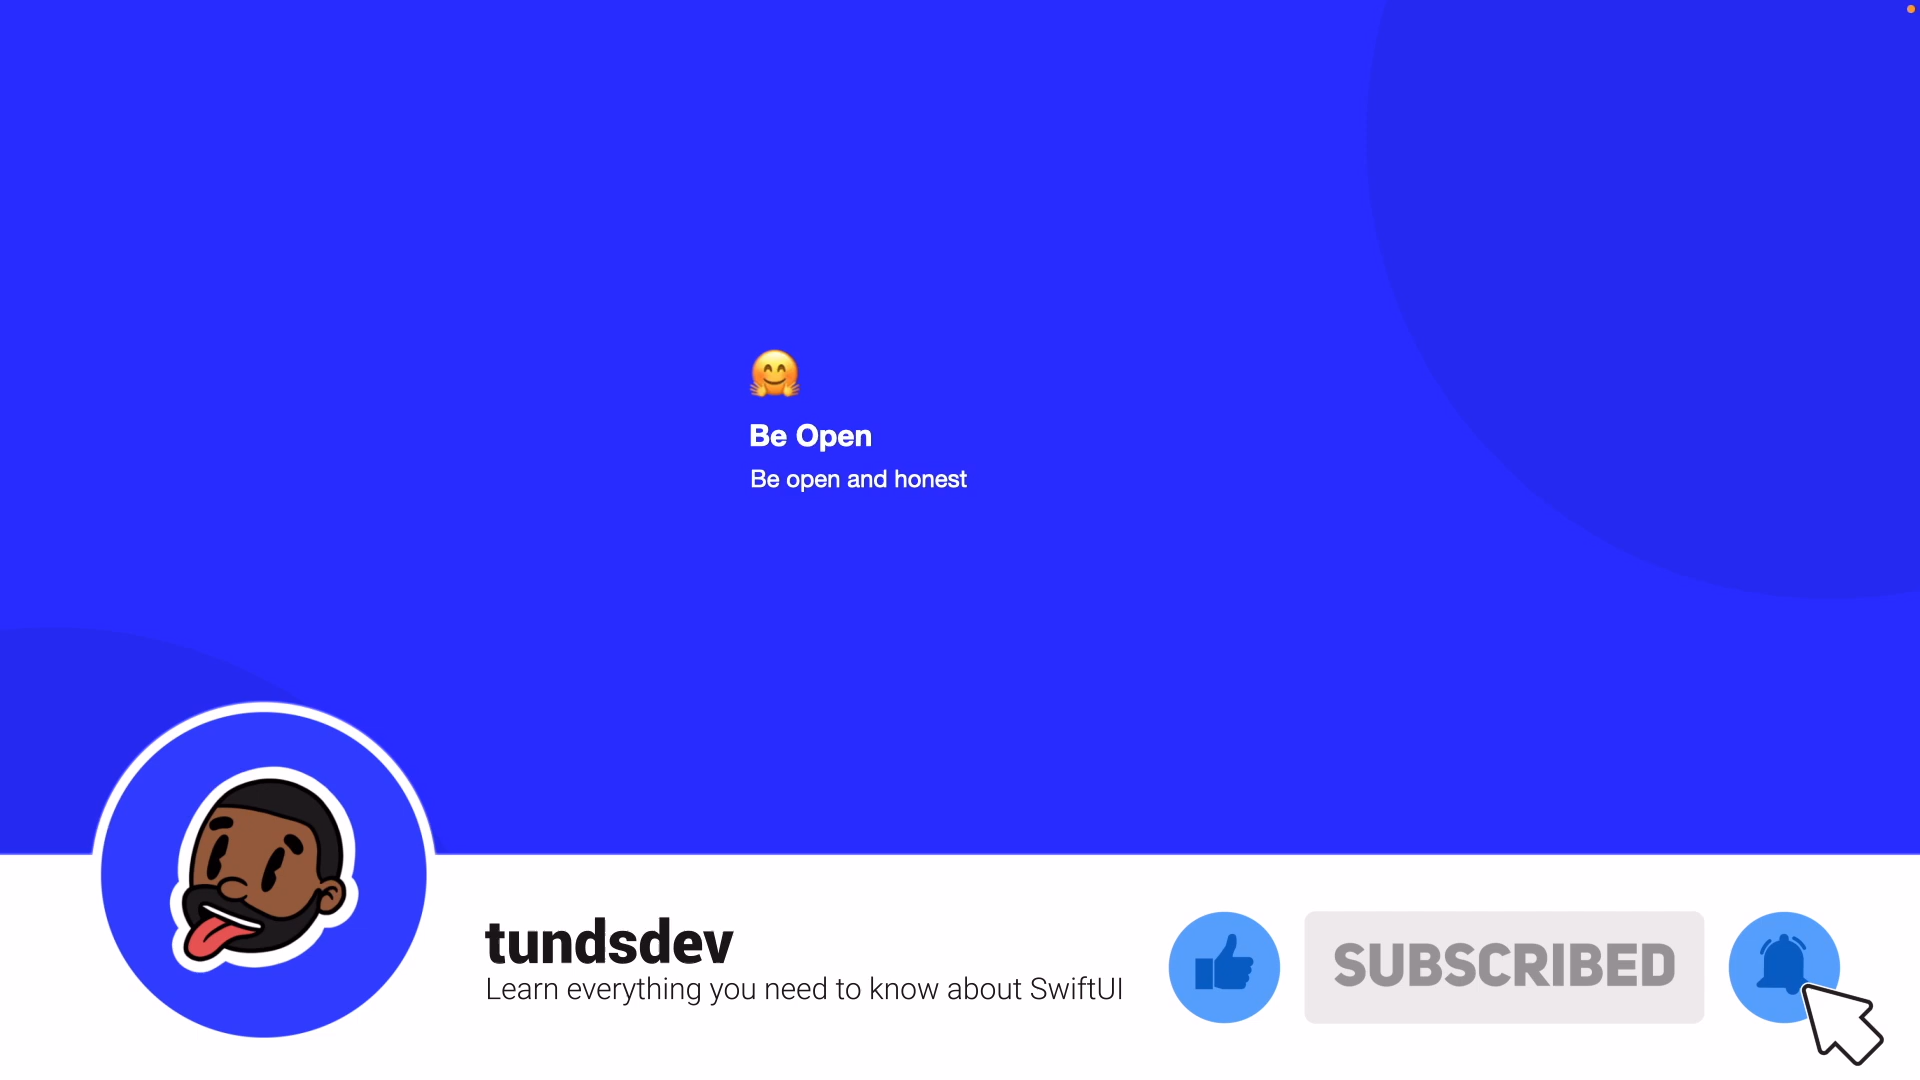 Be Open
Be open and honest
tundsdev
Learn everything you need to know about SwiftUI
SUBSCRIBED